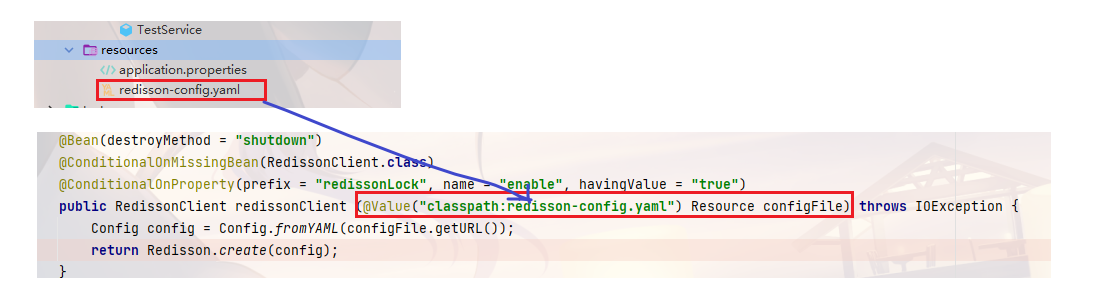 TestService
resources
application.properties
redisson-config.yaml
@Bean(destroyMethod = "shutdown")
@ConditionalOnMissingBean(RedissonClient.class)
@ConditionalOnProperty(prefix = "redissonLock", name = "enable", havingValue = "true")
public RedissonClient redissonClient (@Value("classpath:redisson-config.yaml") Resource configFile) throws IOException {
Config config = Config.fromYAML(configFile.getURL());
return Redisson.create(config);
}